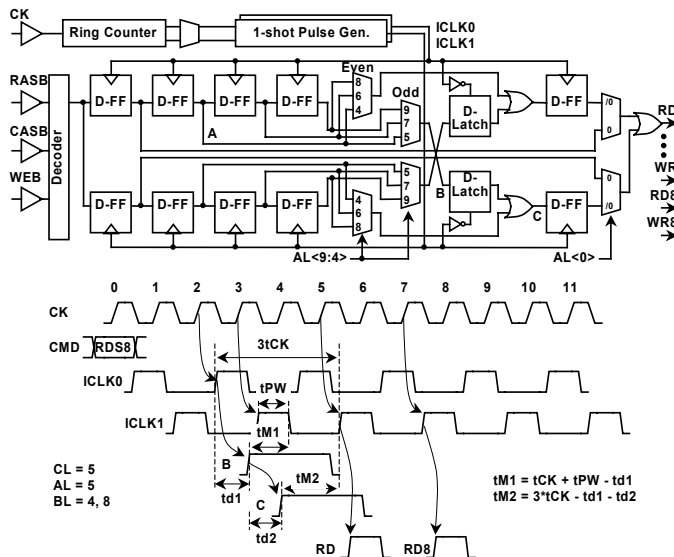 CK
Ring Counter
1-shot Pulse Gen.
ICLK0
ICLK1
RASB
CASB
WEB
Decoder
D-FF
D-FF
D-FF
D-FF
A
Even
8
6
4
Odd
9
7
5
D-
Latch
D-FF
/0
0
RD
WR
RD8
WR8
D-FF
D-FF
D-FF
D-FF
4
6
8
5
7
9
B
D-
Latch
C
D-FF
0
/0
AL<9:4>
AL<0>
0 1 2 3 4 5 6 7 8 9 10 11
CK
CMD
RDS8
3tCK
ICLK0
tPW
ICLK1
tM1
B
td1
tM2
C
td2
CL = 5
AL = 5
BL = 4, 8
tM1 = tCK + tPW - td1
tM2 = 3*tCK - td1 - td2
RD
RD8